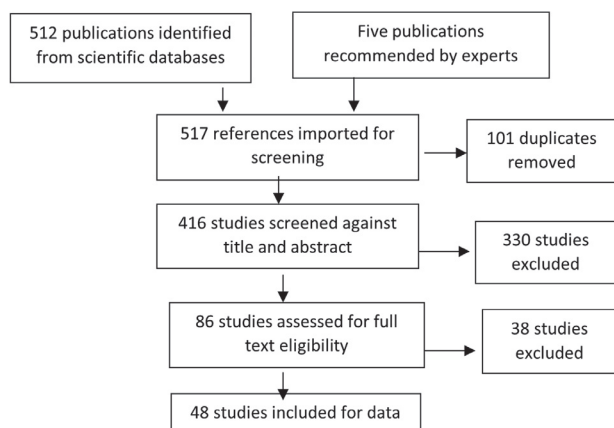 512 publications identified
from scientific databases
Five publications
recommended by experts
517 references imported for
screening
101 duplicates
removed
416 studies screened against
title and abstract
330 studies
excluded
86 studies assessed for full
text eligibility
38 studies
excluded
48 studies included for data